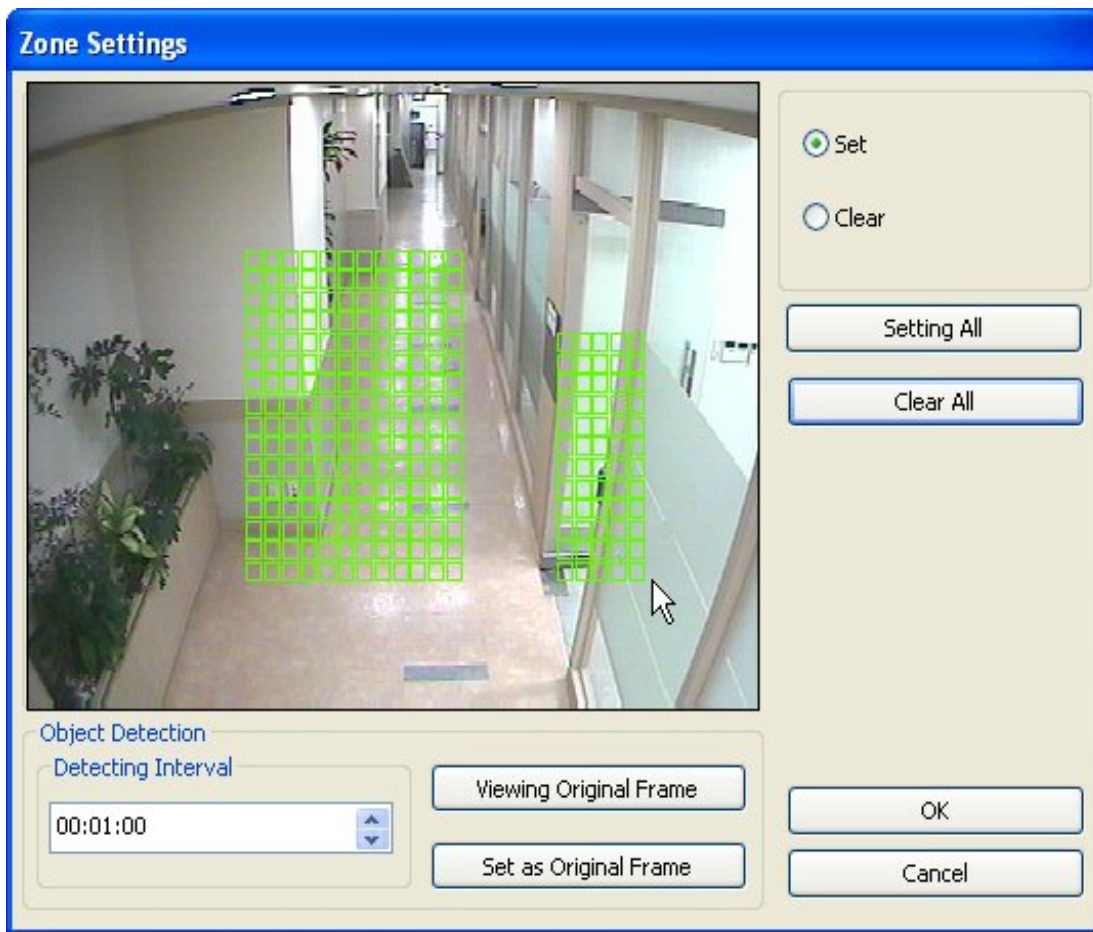 Zone Settings
Set
Clear
Setting All
Clear All
Object Detection
Detecting Interval
00:01:00
Viewing Original Frame
Set as Original Frame
OK
Cancel